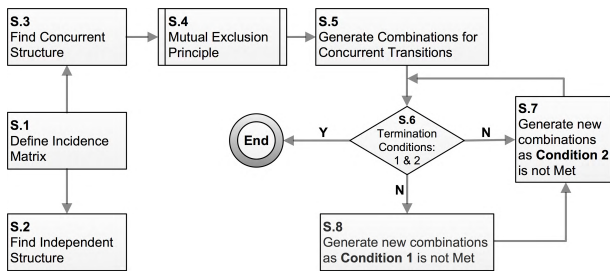 S.3
Find Concurrent
Structure
S.4
Mutual Exclusion
Principle
S.5
Generate Combinations for
Concurrent Transitions
S.1
Define Incidence
Matrix
End
Y
S.6
Termination
Conditions:
1 & 2
N
S.7
Generate new
combinations
as Condition 2
is not Met
N
S.2
Find Independent
Structure
S.8
Generate new combinations
as Condition 1 is not Met